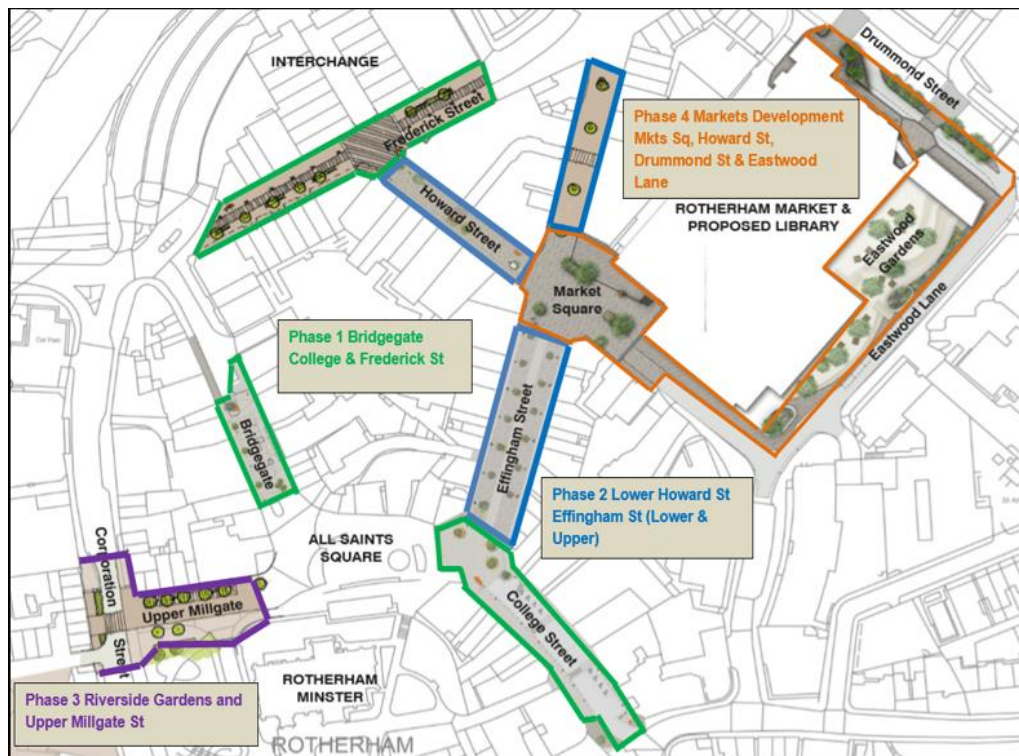 INTERCHANGE
Frederick Street
Drummond Street
Phase 4 Markets Development
Mkts Sq, Howard St,
Drummond St & Eastwood
Lane
Howard Street
ROTHERHAM MARKET &
PROPOSED LIBRARY
Eastwood
Gardens
Market
Square
Eastwood Lane
Phase 1 Bridgegate
College & Frederick St
Car Park
Effingham Street
Bridgegate
Phase 2 Lower Howard St
Effingham St (Lower &
Upper)
ALL SAINTS
SQUARE
Corporation
Street
Upper Millgate
College Street
ROTHERHAM
MINSTER
Phase 3 Riverside Gardens and
Upper Millgate St
ROTHERHAM